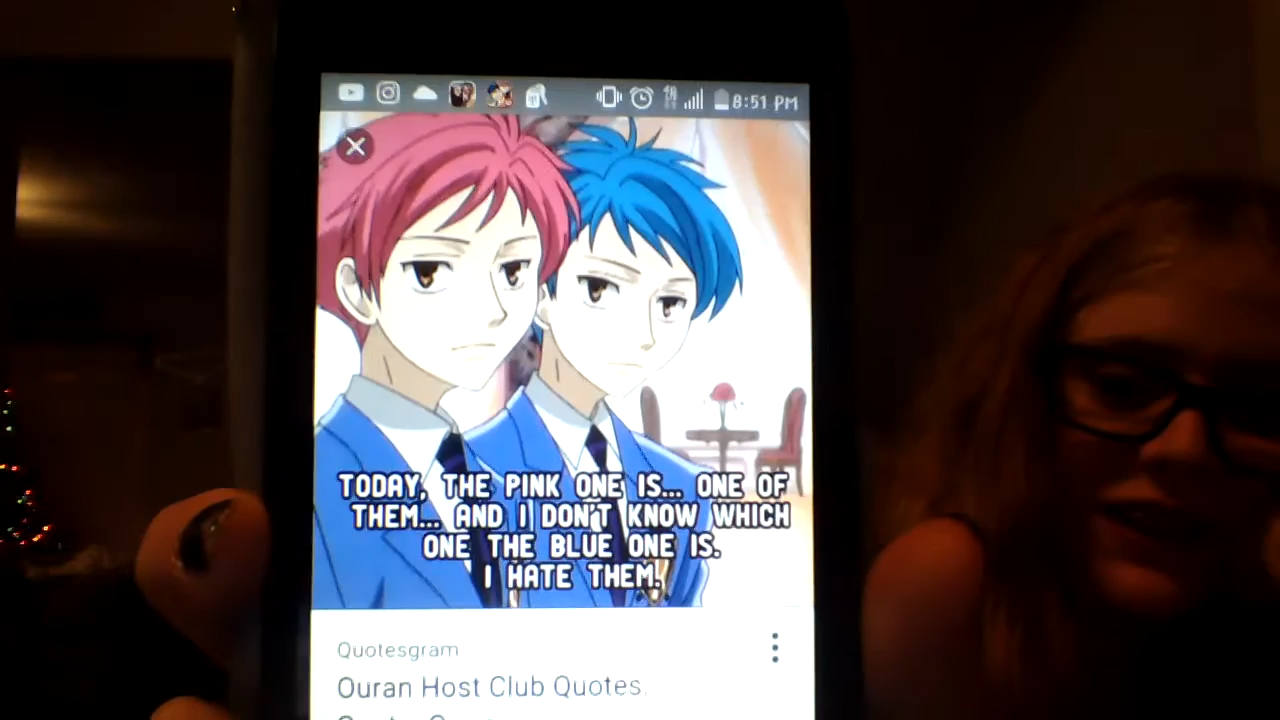 8:51 PM
TODAY, THE PINK ONE IS... ONE OF
THEM... AND I DON'T KNOW WHICH
ONE THE BLUE ONE IS.
I HATE THEM!
Quotesgram
Ouran Host Club Quotes.